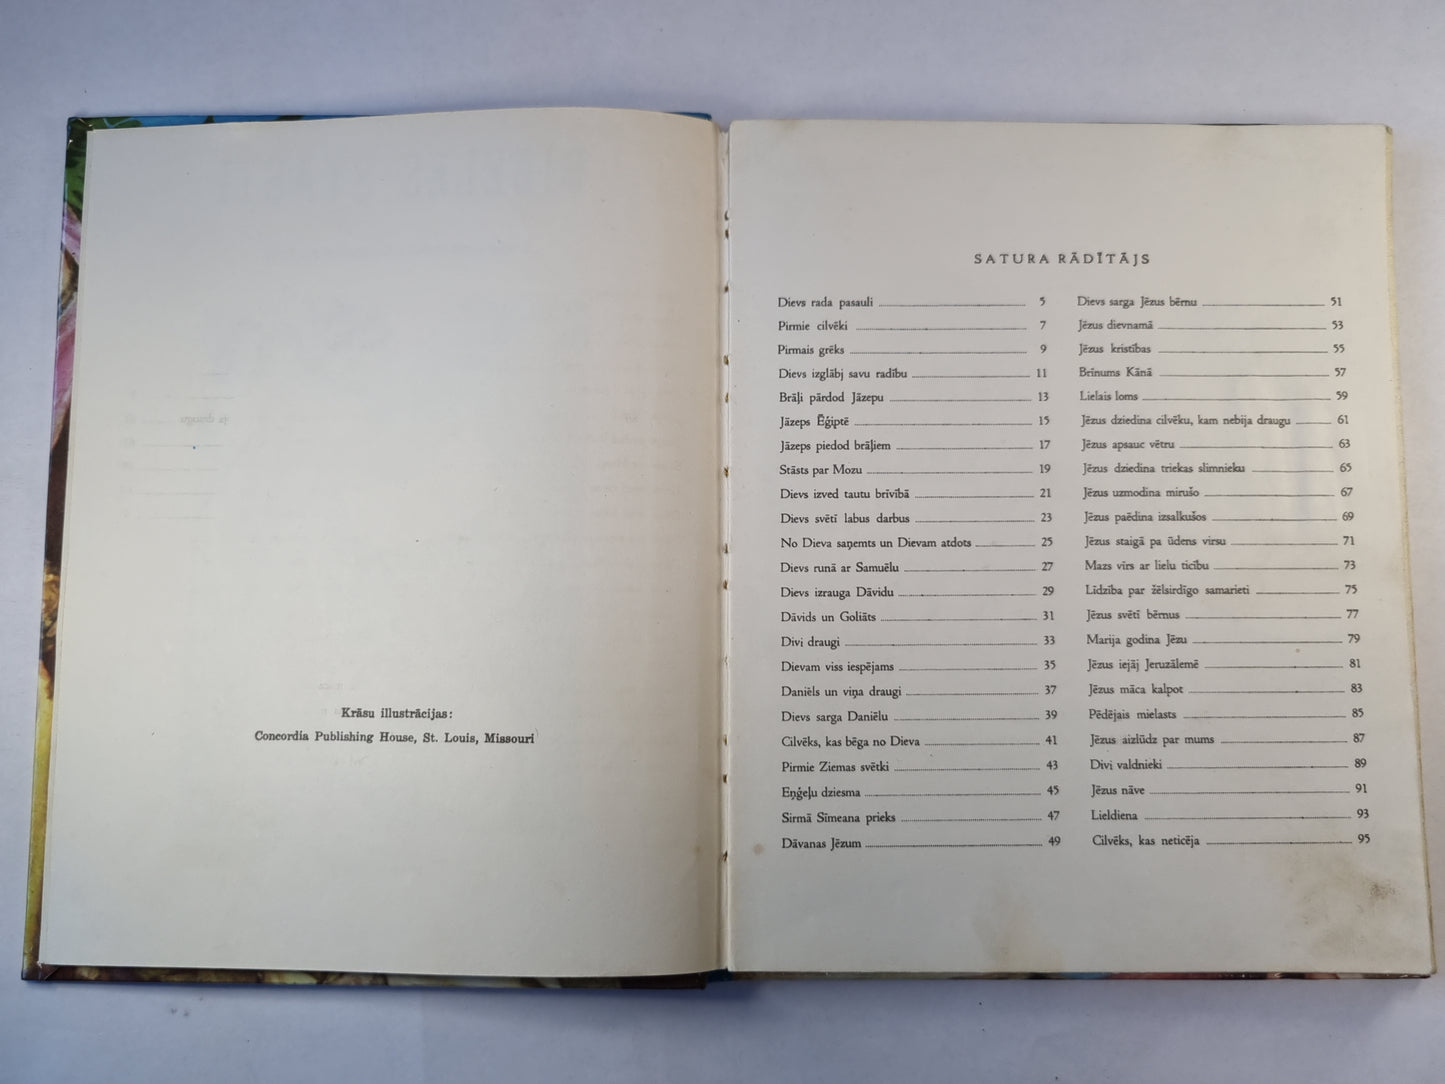 Krāsu illustrācijas:
Concordia Publishing House, St. Louis, Missouri
SATURA RĀDĪTĀJS
Dievs rada pasauli 5
Pirmie cilvēki 7
Pirmais grēks 9
Dievs izglābj savu radību 11
Brāļi pārdod Jāzepu 13
Jāzeps Ēģiptē 15
Jāzeps piedod brāļiem 17
Stāsts par Mozu 19
Dievs izved tautu brīvībā 21
Dievs svētī labus darbus 23
No Dieva saņemts un Dievam atdots 25
Dievs runā ar Samuēlu 27
Dievs izrauga Dāvidu 29
Dāvids un Goliāts 31
Divi draugi 33
Dievam viss iespējams 35
Daniēls un viņa draugi 37
Dievs sarga Daniēlu 39
Cilvēks, kas bēga no Dieva 41
Pirmie Ziemas svētki 43
Eņģeļu dziesma 45
Sirmā Sīmeana prieks 47
Dāvanas Jēzum 49
Dievs sarga Jēzus bērnu 51
Jēzus dievnamā 53
Jēzus kristības 55
Brīnums Kānā 57
Lielais loms 59
Jēzus dziedina cilvēku, kam nebija draugu 61
Jēzus apsauc vētru 63
Jēzus dziedina triekas slimnieku 65
Jēzus uzmodina mirušo 67
Jēzus paēdina izsalkušos 69
Jēzus staigā pa ūdens virsu 71
Mazs vīrs ar lielu ticību 73
Līdzība par žēlsirdīgo samarieti 75
Jēzus svētī bērnus 77
Marija godina Jēzu 79
Jēzus iejāj Jeruzālemē 81
Jēzus māca kalpot 83
Pēdējais mielasts 85
Jēzus aizlūdz par mums 87
Divi valdnieki 89
Jēzus nāve 91
Lieldiena 93
Cilvēks, kas neticēja 95